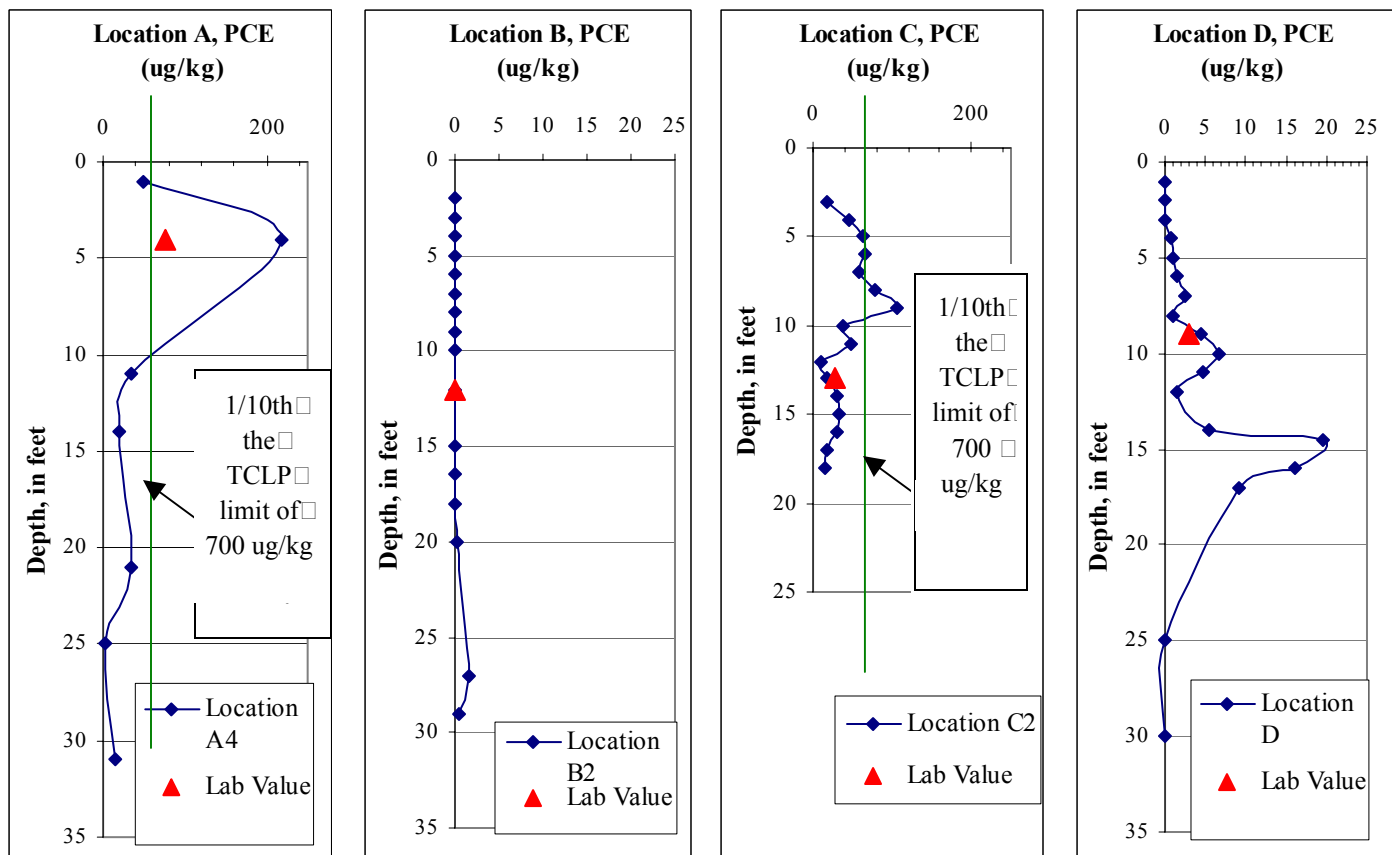 Location A, PCE
(ug/kg)
0 200
0
5
10
15
20
25
30
35
Depth, in feet
1/10th
the
TCLP
limit of
700 ug/kg
Location
A4
Lab Value
Location B, PCE
(ug/kg)
0 5 10 15 20 25
0
5
10
15
20
25
30
35
Depth, in feet
Location
B2
Lab Value
Location C, PCE
(ug/kg)
0 200
0
5
10
15
20
25
Depth, in feet
1/10th
the
TCLP
limit of
700
ug/kg
Location C2
Lab Value
Location D, PCE
(ug/kg)
0 5 10 15 20 25
0
5
10
15
20
25
30
35
Depth, in feet
Location
D
Lab Value